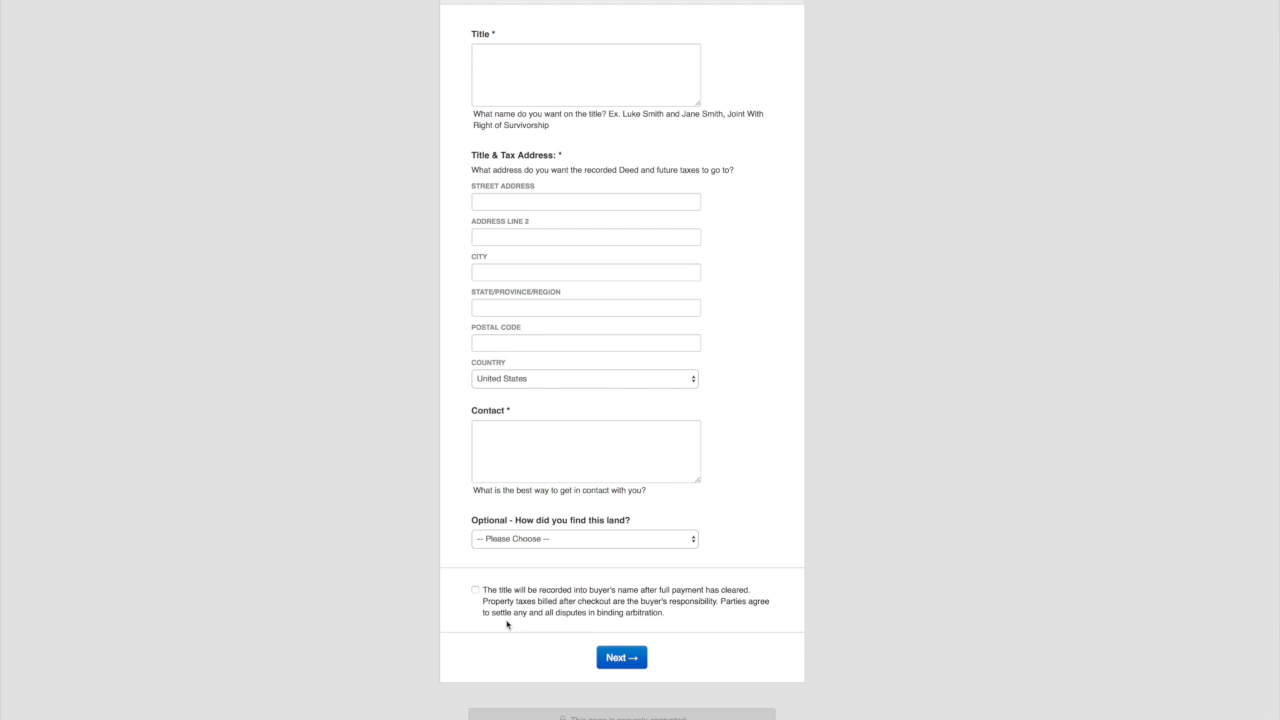 Title *
What name do you want on the title? Ex. Luke Smith and Jane Smith, Joint With
Right of Survivorship
Title & Tax Address: *
What address do you want the recorded Deed and future taxes to go to?
STREET ADDRESS
ADDRESS LINE 2
CITY
STATE/PROVINCE/REGION
POSTAL CODE
COUNTRY
United States
Contact *
What is the best way to get in contact with you?
Optional - How did you find this land?
-- Please Choose --
The title will be recorded into buyer's name after full payment has cleared.
Property taxes billed after checkout are the buyer's responsibility. Parties agree
to settle any and all disputes in binding arbitration.
Next →
This page is securely encrypted